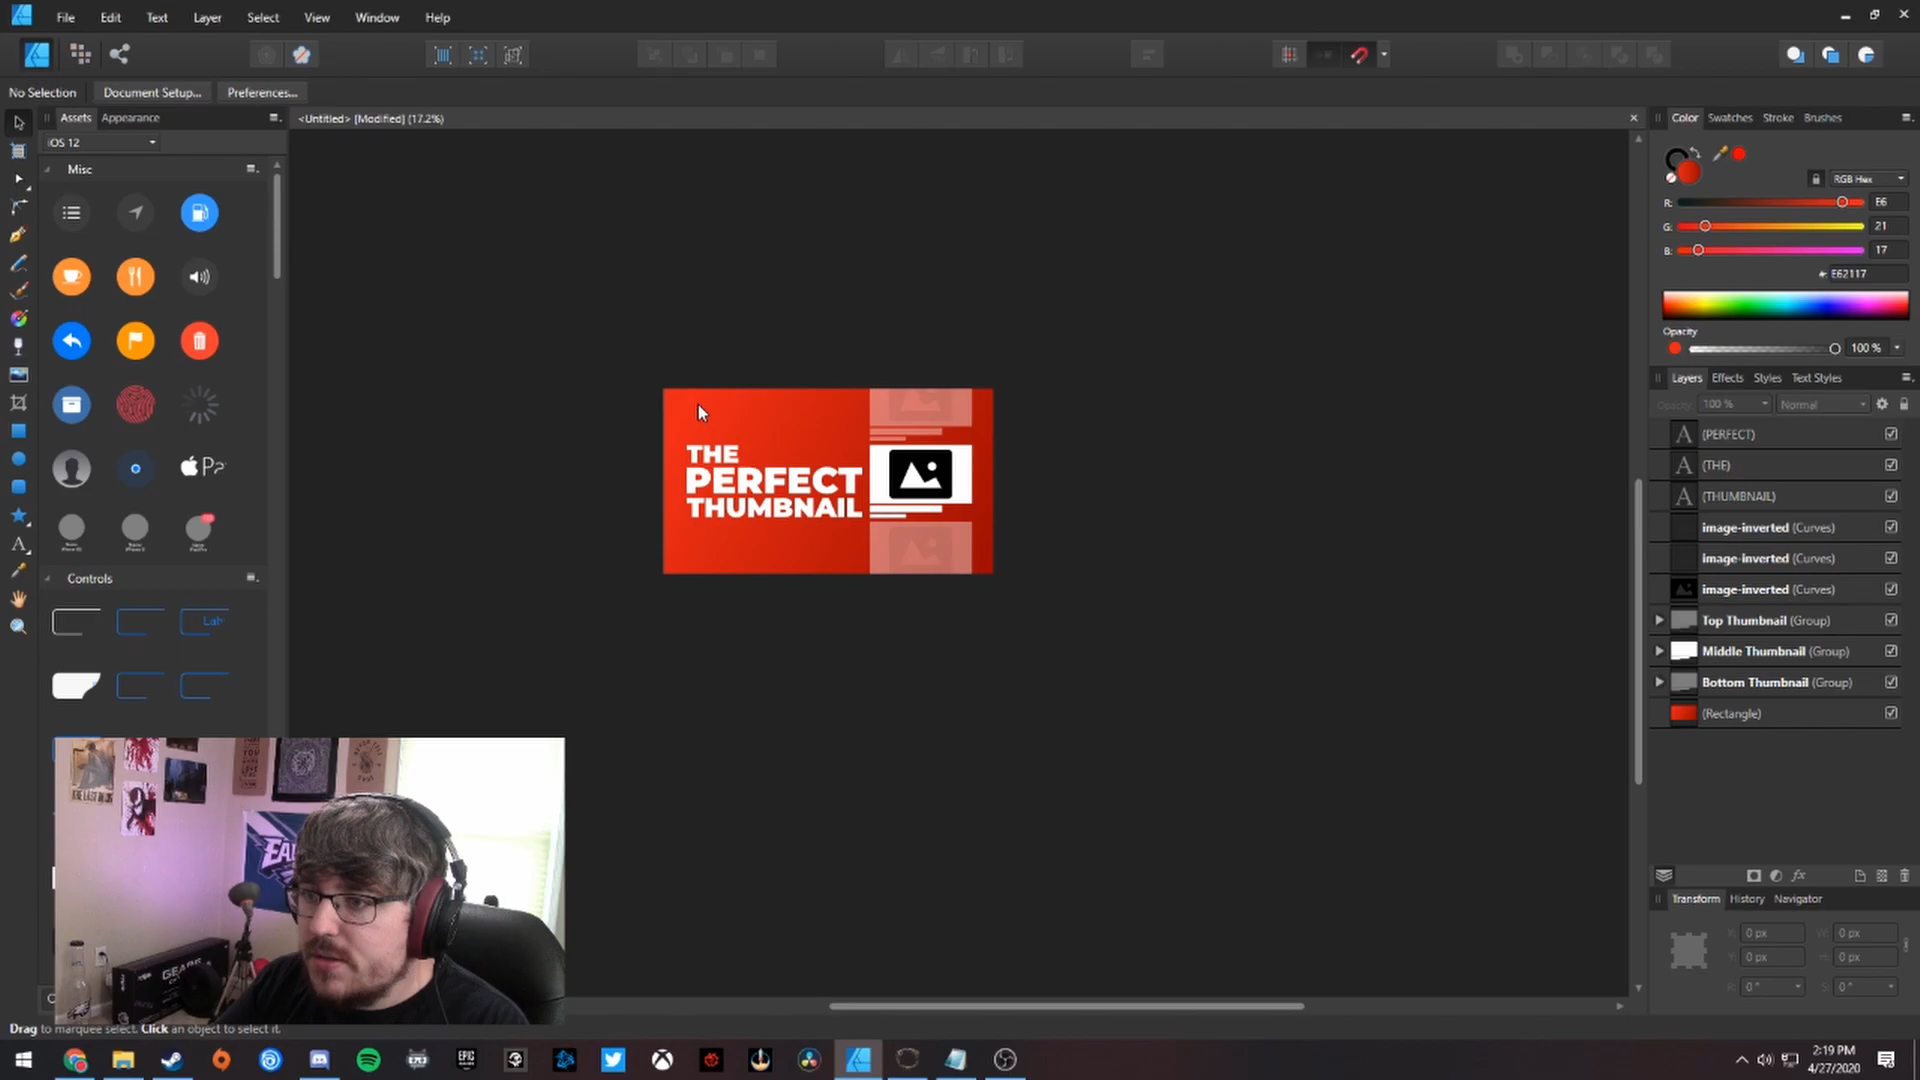 File Edit Text Layer Select View Window Help
No Selection Document Setup... Preferences...
Assets Appearance
iOS 12
Misc
Controls
<Untitled> [Modified] (17.2%)
THE
PERFECT
THUMBNAIL
Color Swatches Stroke Brushes
RGB Hex
R: E6
G: 21
B: 17
#: E62117
Opacity
100 %
Layers Effects Styles Text Styles
Opacity: 100 % Normal
A (PERFECT)
A (THE)
A (THUMBNAIL)
image-inverted (Curves)
image-inverted (Curves)
image-inverted (Curves)
Top Thumbnail (Group)
Middle Thumbnail (Group)
Bottom Thumbnail (Group)
(Rectangle)
fx
Transform History Navigator
X: 0 px W: 0 px
Y: 0 px H: 0 px
R: 0 ° S: 0 °
GEARS
Drag to marquee select. Click an object to select it.
EPIC
2:19 PM
4/27/2020